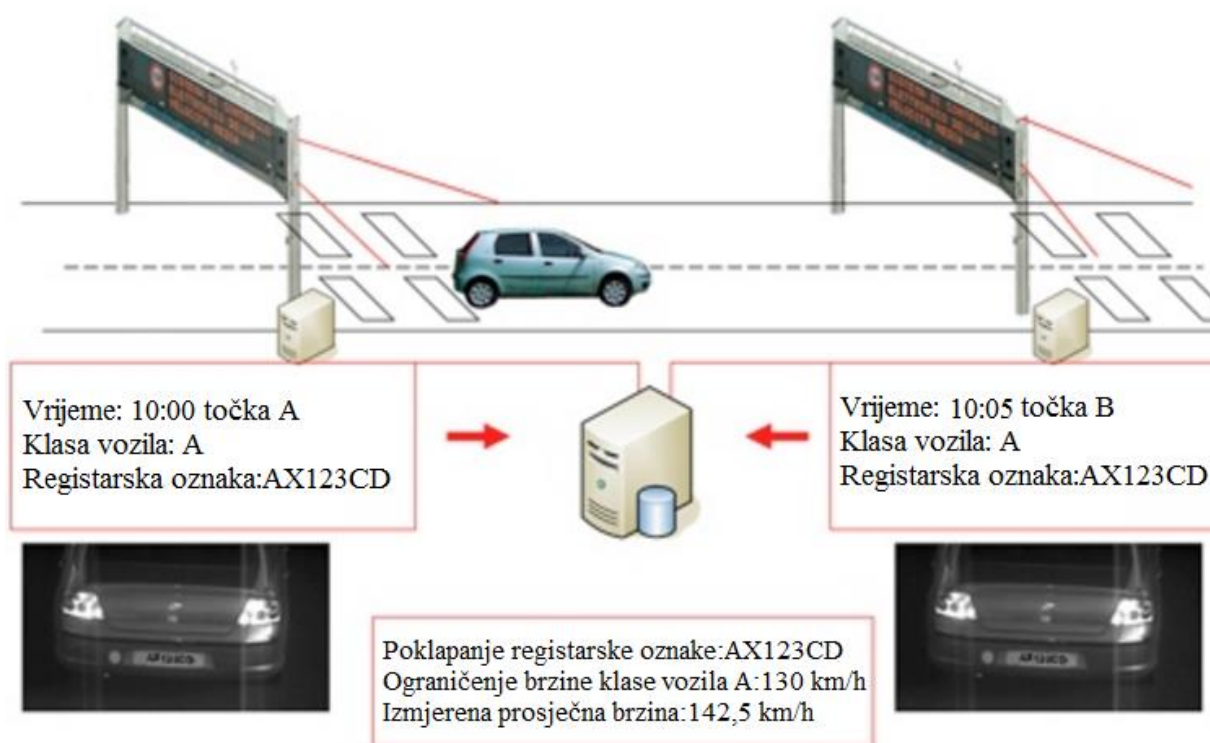 Vrijeme: 10:00 točka A
Klasa vozila: A
Registarska oznaka:AX123CD
Vrijeme: 10:05 točka B
Klasa vozila: A
Registarska oznaka:AX123CD
Poklapanje registarske oznake:AX123CD
Ograničenje brzine klase vozila A:130 km/h
Izmjerena prosječna brzina:142,5 km/h